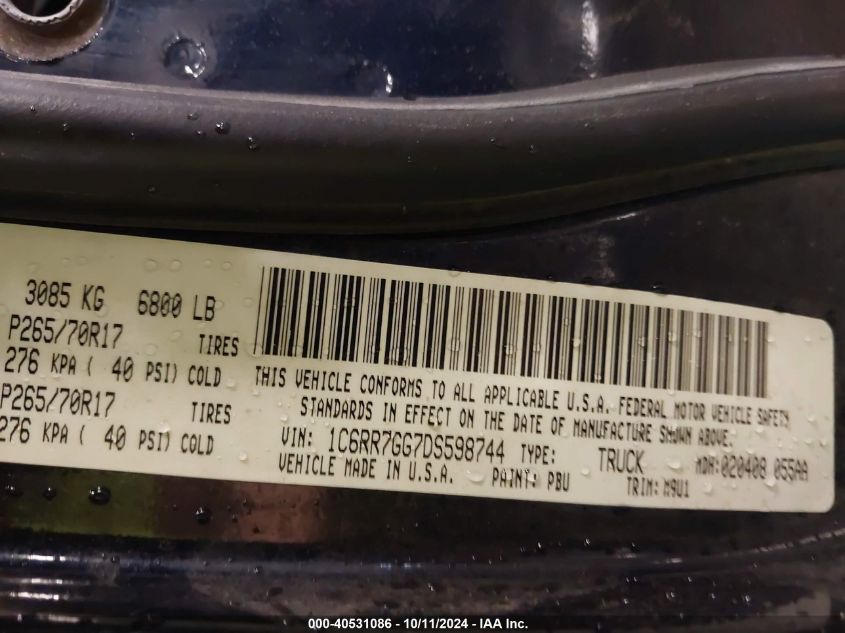 3085 KG 6800 LB
P265/70R17 TIRES
276 KPA ( 40 PSI) COLD
P265/70R17 TIRES
276 KPA ( 40 PSI) COLD
THIS VEHICLE CONFORMS TO ALL APPLICABLE U.S.A. FEDERAL MOTOR VEHICLE SAFETY
STANDARDS IN EFFECT ON THE DATE OF MANUFACTURE SHOWN ABOVE.
VIN: 1C6RR7GG7DS598744 TYPE: TRUCK MDH:020408 055AA
VEHICLE MADE IN U.S.A. PAINT: PBU TRIM: M9U1
000-40531086 - 10/11/2024 - IAA Inc.